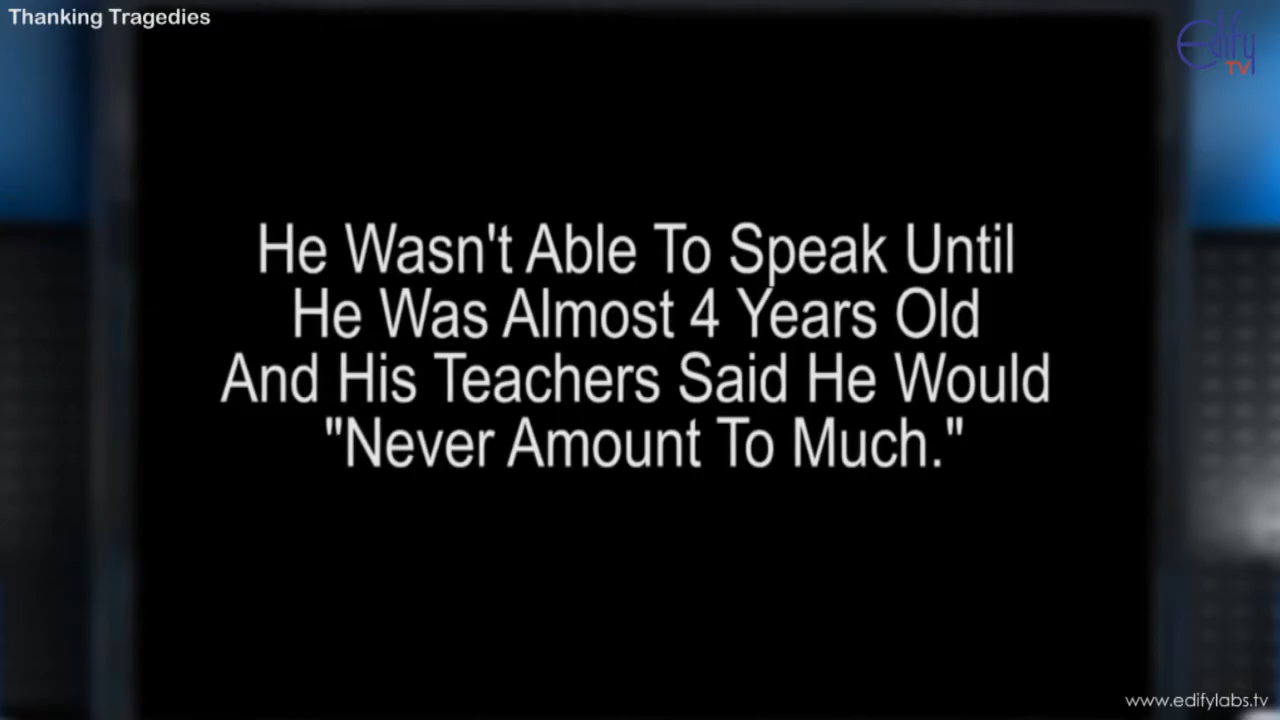 Thanking Tragedies
Edify
TV
He Wasn't Able To Speak Until
He Was Almost 4 Years Old
And His Teachers Said He Would
"Never Amount To Much."
www.edifylabs.tv